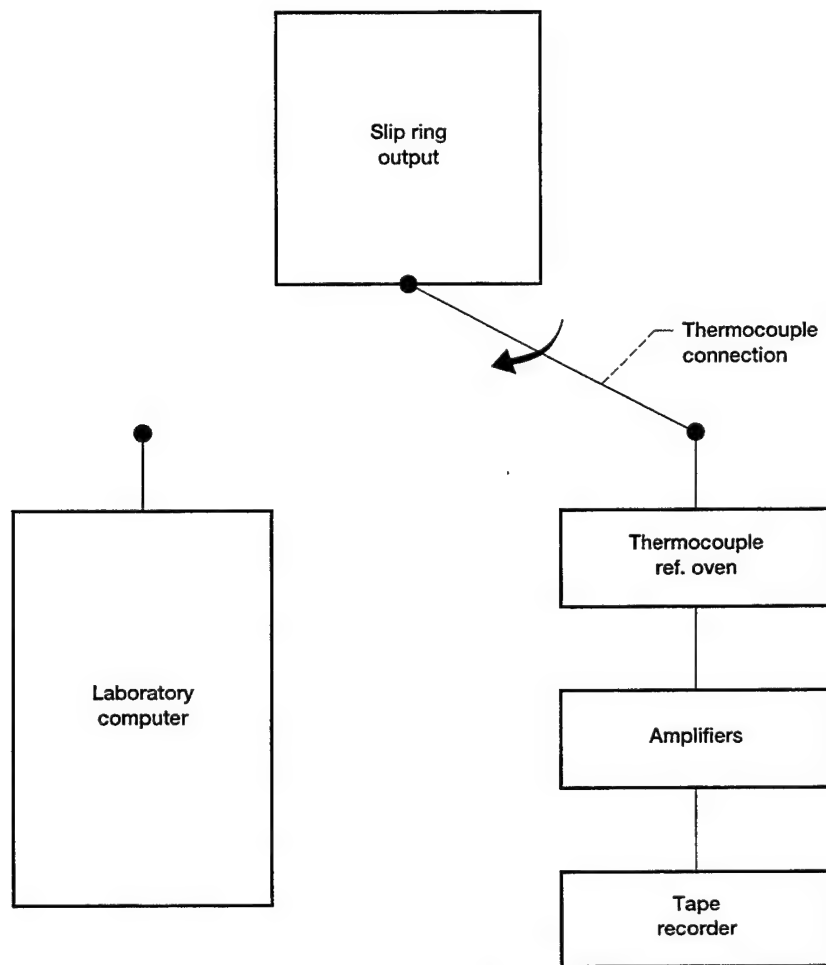 Slip ring
output
Thermocouple
connection
Thermocouple
ref. oven
Laboratory
computer
Amplifiers
Tape
recorder